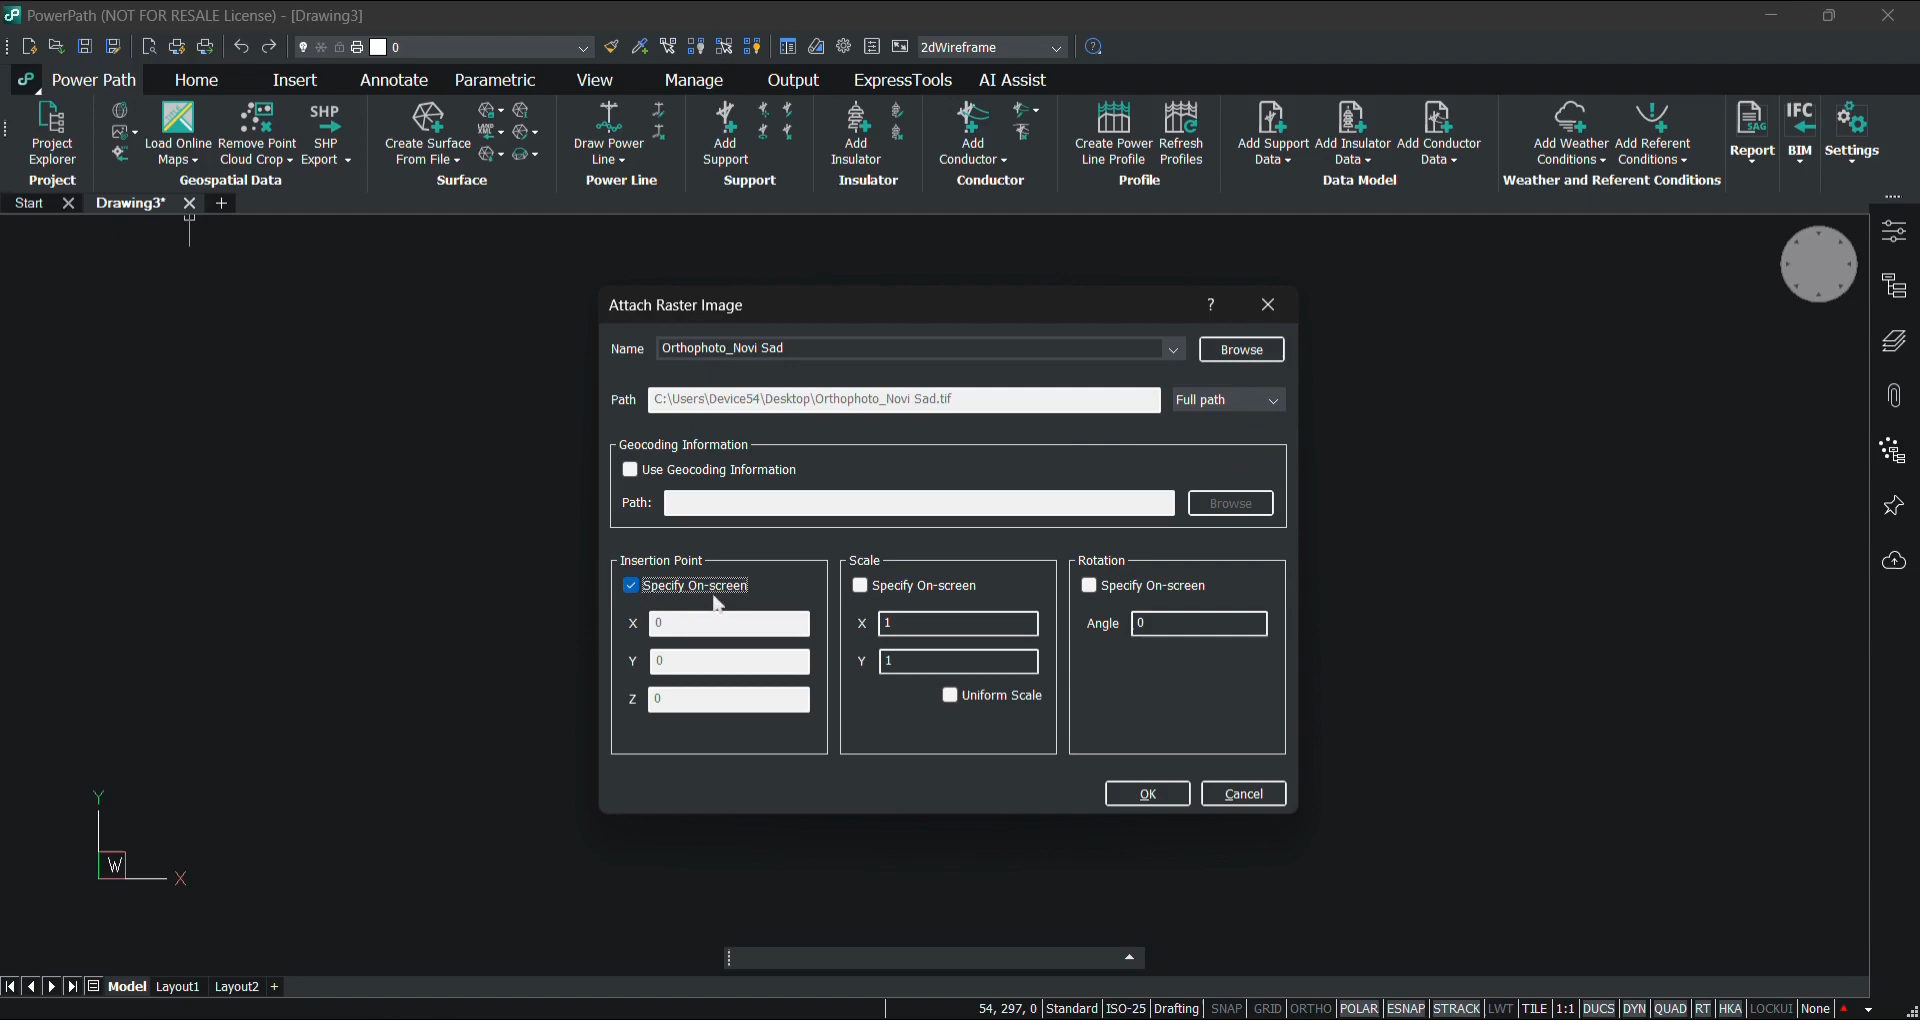 PowerPath (NOT FOR RESALE License) - [Drawing3]
0
2dWireframe
Power Path Home Insert Annotate Parametric View Manage Output ExpressTools AI Assist
Project Explorer
Load Online Maps
Remove Point Cloud Crop
SHP
SHP Export
Create Surface From File
XML
Draw Power Line
Add Support
Add Insulator
Add Conductor
Create Power Line Profile
Refresh Profiles
Add Support Data
Add Insulator Data
Add Conductor Data
Add Weather Conditions
Add Referent Conditions
SAG
Report
IFC
BIM
Settings
Project
Geospatial Data
Surface
Power Line
Support
Insulator
Conductor
Profile
Data Model
Weather and Referent Conditions
Start
Drawing3*
Attach Raster Image
Name Orthophoto_Novi Sad Browse
Path C:\Users\Device54\Desktop\Orthophoto_Novi Sad.tif Full path
Geocoding Information
Use Geocoding Information
Path: Browse
Insertion Point
Specify On-screen
X 0
Y 0
Z 0
Scale
Specify On-screen
X 1
Y 1
Uniform Scale
Rotation
Specify On-screen
Angle 0
OK Cancel
Y
W
X
Model Layout1 Layout2 +
54, 297, 0 Standard ISO-25 Drafting SNAP GRID ORTHO POLAR ESNAP STRACK LWT TILE 1:1 DUCS DYN QUAD RT HKA LOCKUI None